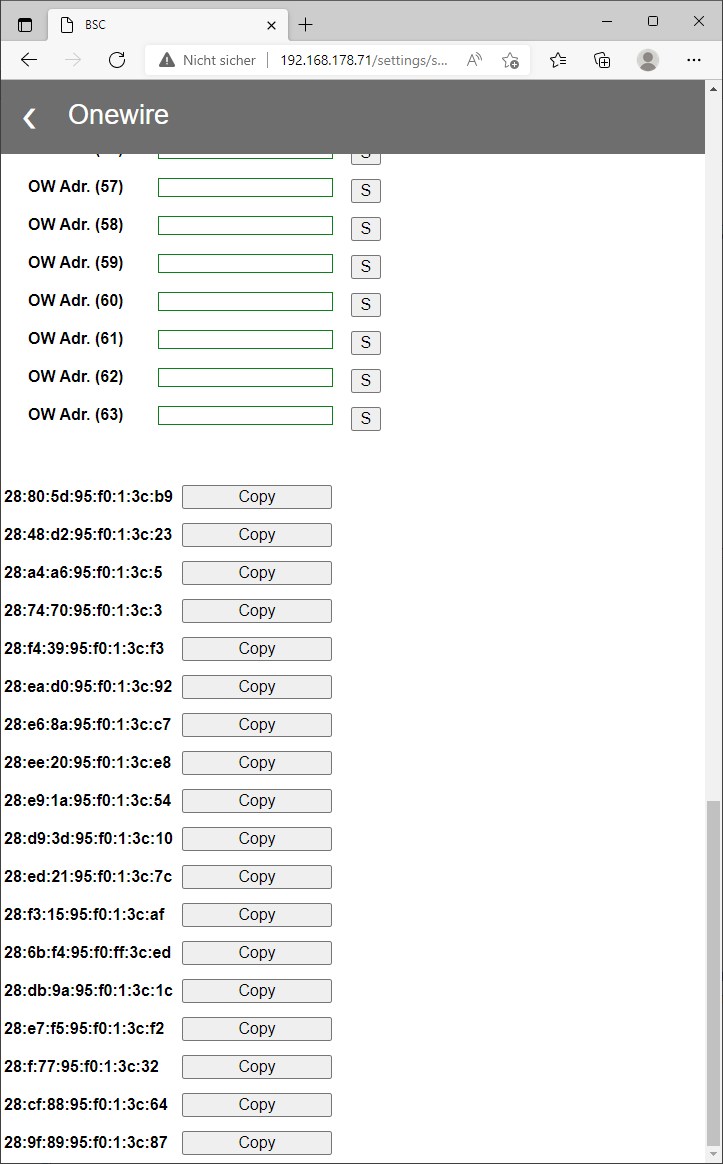 BSC
Nicht sicher 192.168.178.71/settings/s...
Onewire
OW Adr. (57) S
OW Adr. (58) S
OW Adr. (59) S
OW Adr. (60) S
OW Adr. (61) S
OW Adr. (62) S
OW Adr. (63) S
28:80:5d:95:f0:1:3c:b9 Copy
28:48:d2:95:f0:1:3c:23 Copy
28:a4:a6:95:f0:1:3c:5 Copy
28:74:70:95:f0:1:3c:3 Copy
28:f4:39:95:f0:1:3c:f3 Copy
28:ea:d0:95:f0:1:3c:92 Copy
28:e6:8a:95:f0:1:3c:c7 Copy
28:ee:20:95:f0:1:3c:e8 Copy
28:e9:1a:95:f0:1:3c:54 Copy
28:d9:3d:95:f0:1:3c:10 Copy
28:ed:21:95:f0:1:3c:7c Copy
28:f3:15:95:f0:1:3c:af Copy
28:6b:f4:95:f0:ff:3c:ed Copy
28:db:9a:95:f0:1:3c:1c Copy
28:e7:f5:95:f0:1:3c:f2 Copy
28:f:77:95:f0:1:3c:32 Copy
28:cf:88:95:f0:1:3c:64 Copy
28:9f:89:95:f0:1:3c:87 Copy